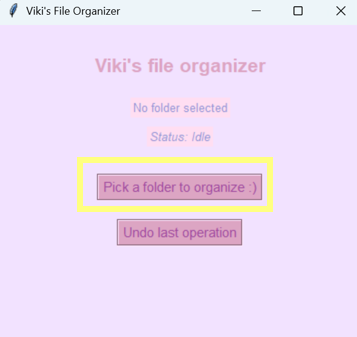 Viki's File Organizer
Viki's file organizer
No folder selected
Status: Idle
Pick a folder to organize :)
Undo last operation